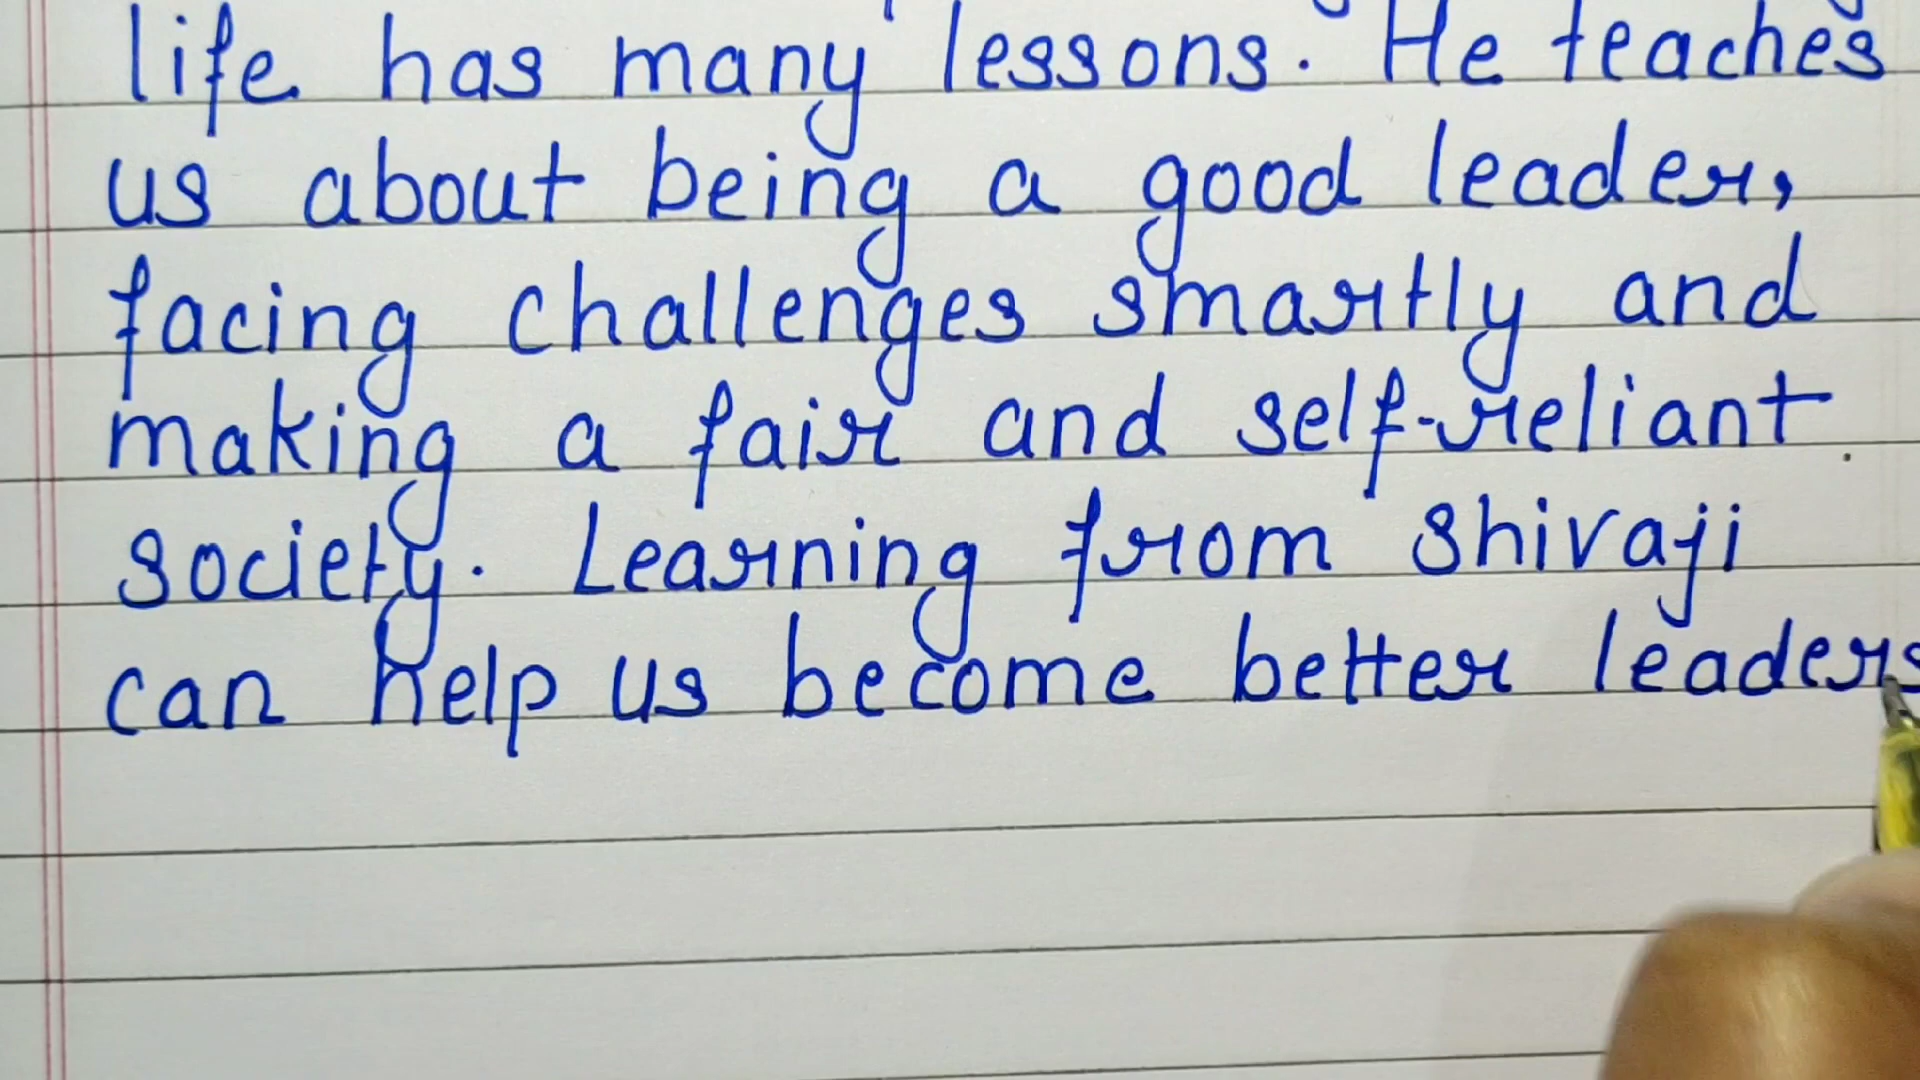 life has many lessons. He teaches
us about being a good leader,
facing challenges smartly and
making a fair and self-reliant
society. Learning from Shivaji
can help us become better leaders